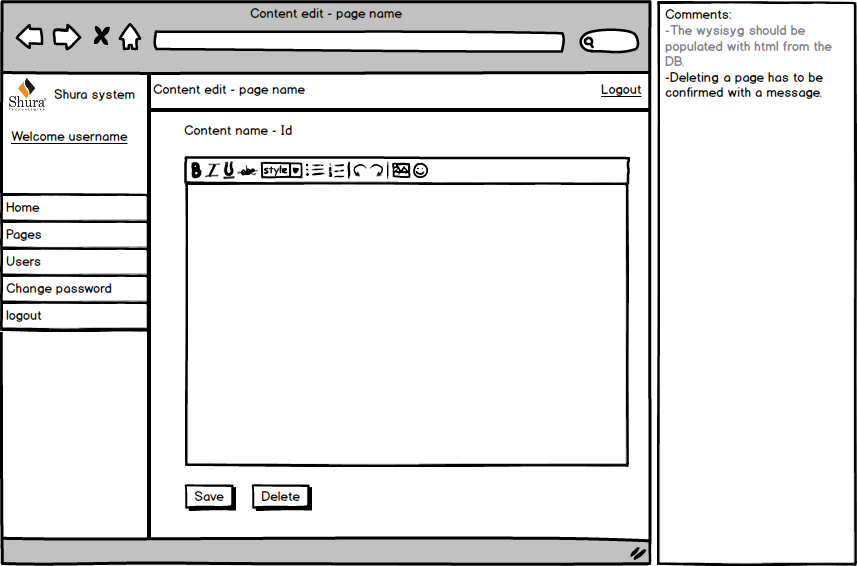 Content edit - page name
Shura
Technologies
Shura system
Content edit - page name
Logout
Welcome username
Content name - Id
B I U abc style
Home
Pages
Users
Change password
logout
Save
Delete
Comments:
-The wysisyg should be
populated with html from the
DB.
-Deleting a page has to be
confirmed with a message.